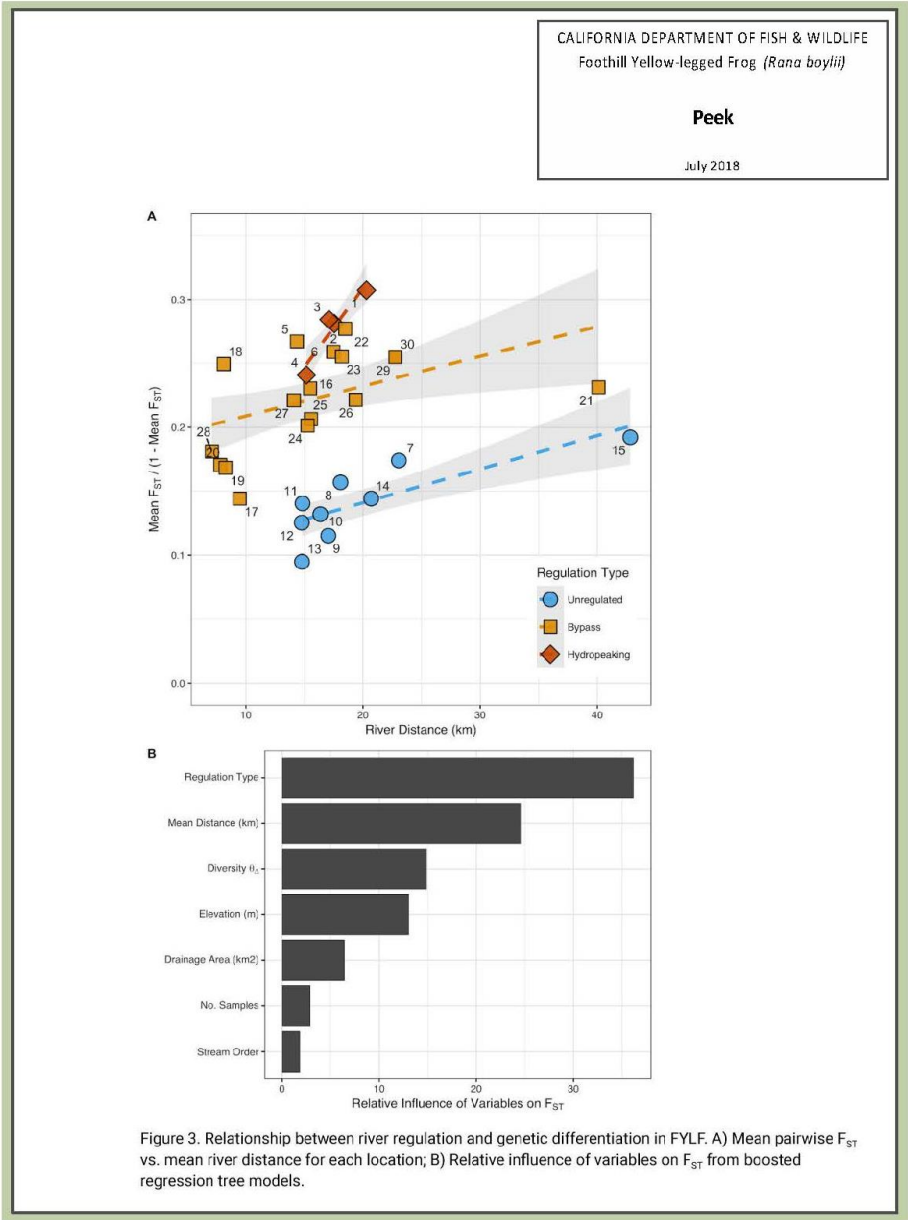 CALIFORNIA DEPARTMENT OF FISH & WILDLIFE
Foothill Yellow-legged Frog (Rana boylii)
Peek
July 2018
A
Mean FST / (1 - Mean FST)
0.3
0.2
0.1
0.0
3
1
5
2
22
18
4
6
23
30
29
16
27
25
26
21
24
28
20
19
17
7
15
11
8
14
10
12
13
9
Regulation Type
Unregulated
Bypass
Hydropeaking
10
20
30
40
River Distance (km)
B
Regulation Type
Mean Distance (km)
Diversity θΔ
Elevation (m)
Drainage Area (km2)
No. Samples
Stream Order
0
10
20
30
Relative Influence of Variables on FST
Figure 3. Relationship between river regulation and genetic differentiation in FYLF. A) Mean pairwise FST
vs. mean river distance for each location; B) Relative influence of variables on FST from boosted
regression tree models.